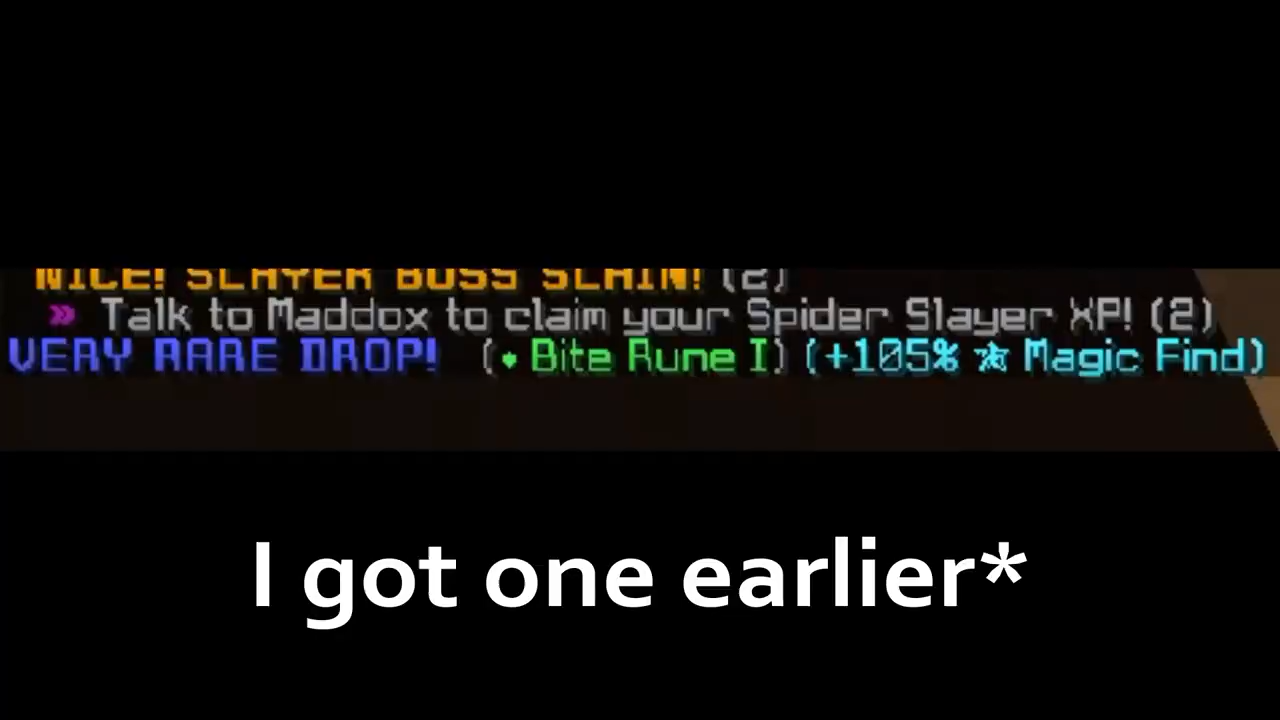 NICE! SLAYER BOSS SLAIN! (2)
» Talk to Maddox to claim your Spider Slayer XP! (2)
VERY RARE DROP! (♦ Bite Rune I) (+105% ✯ Magic Find)
I got one earlier*